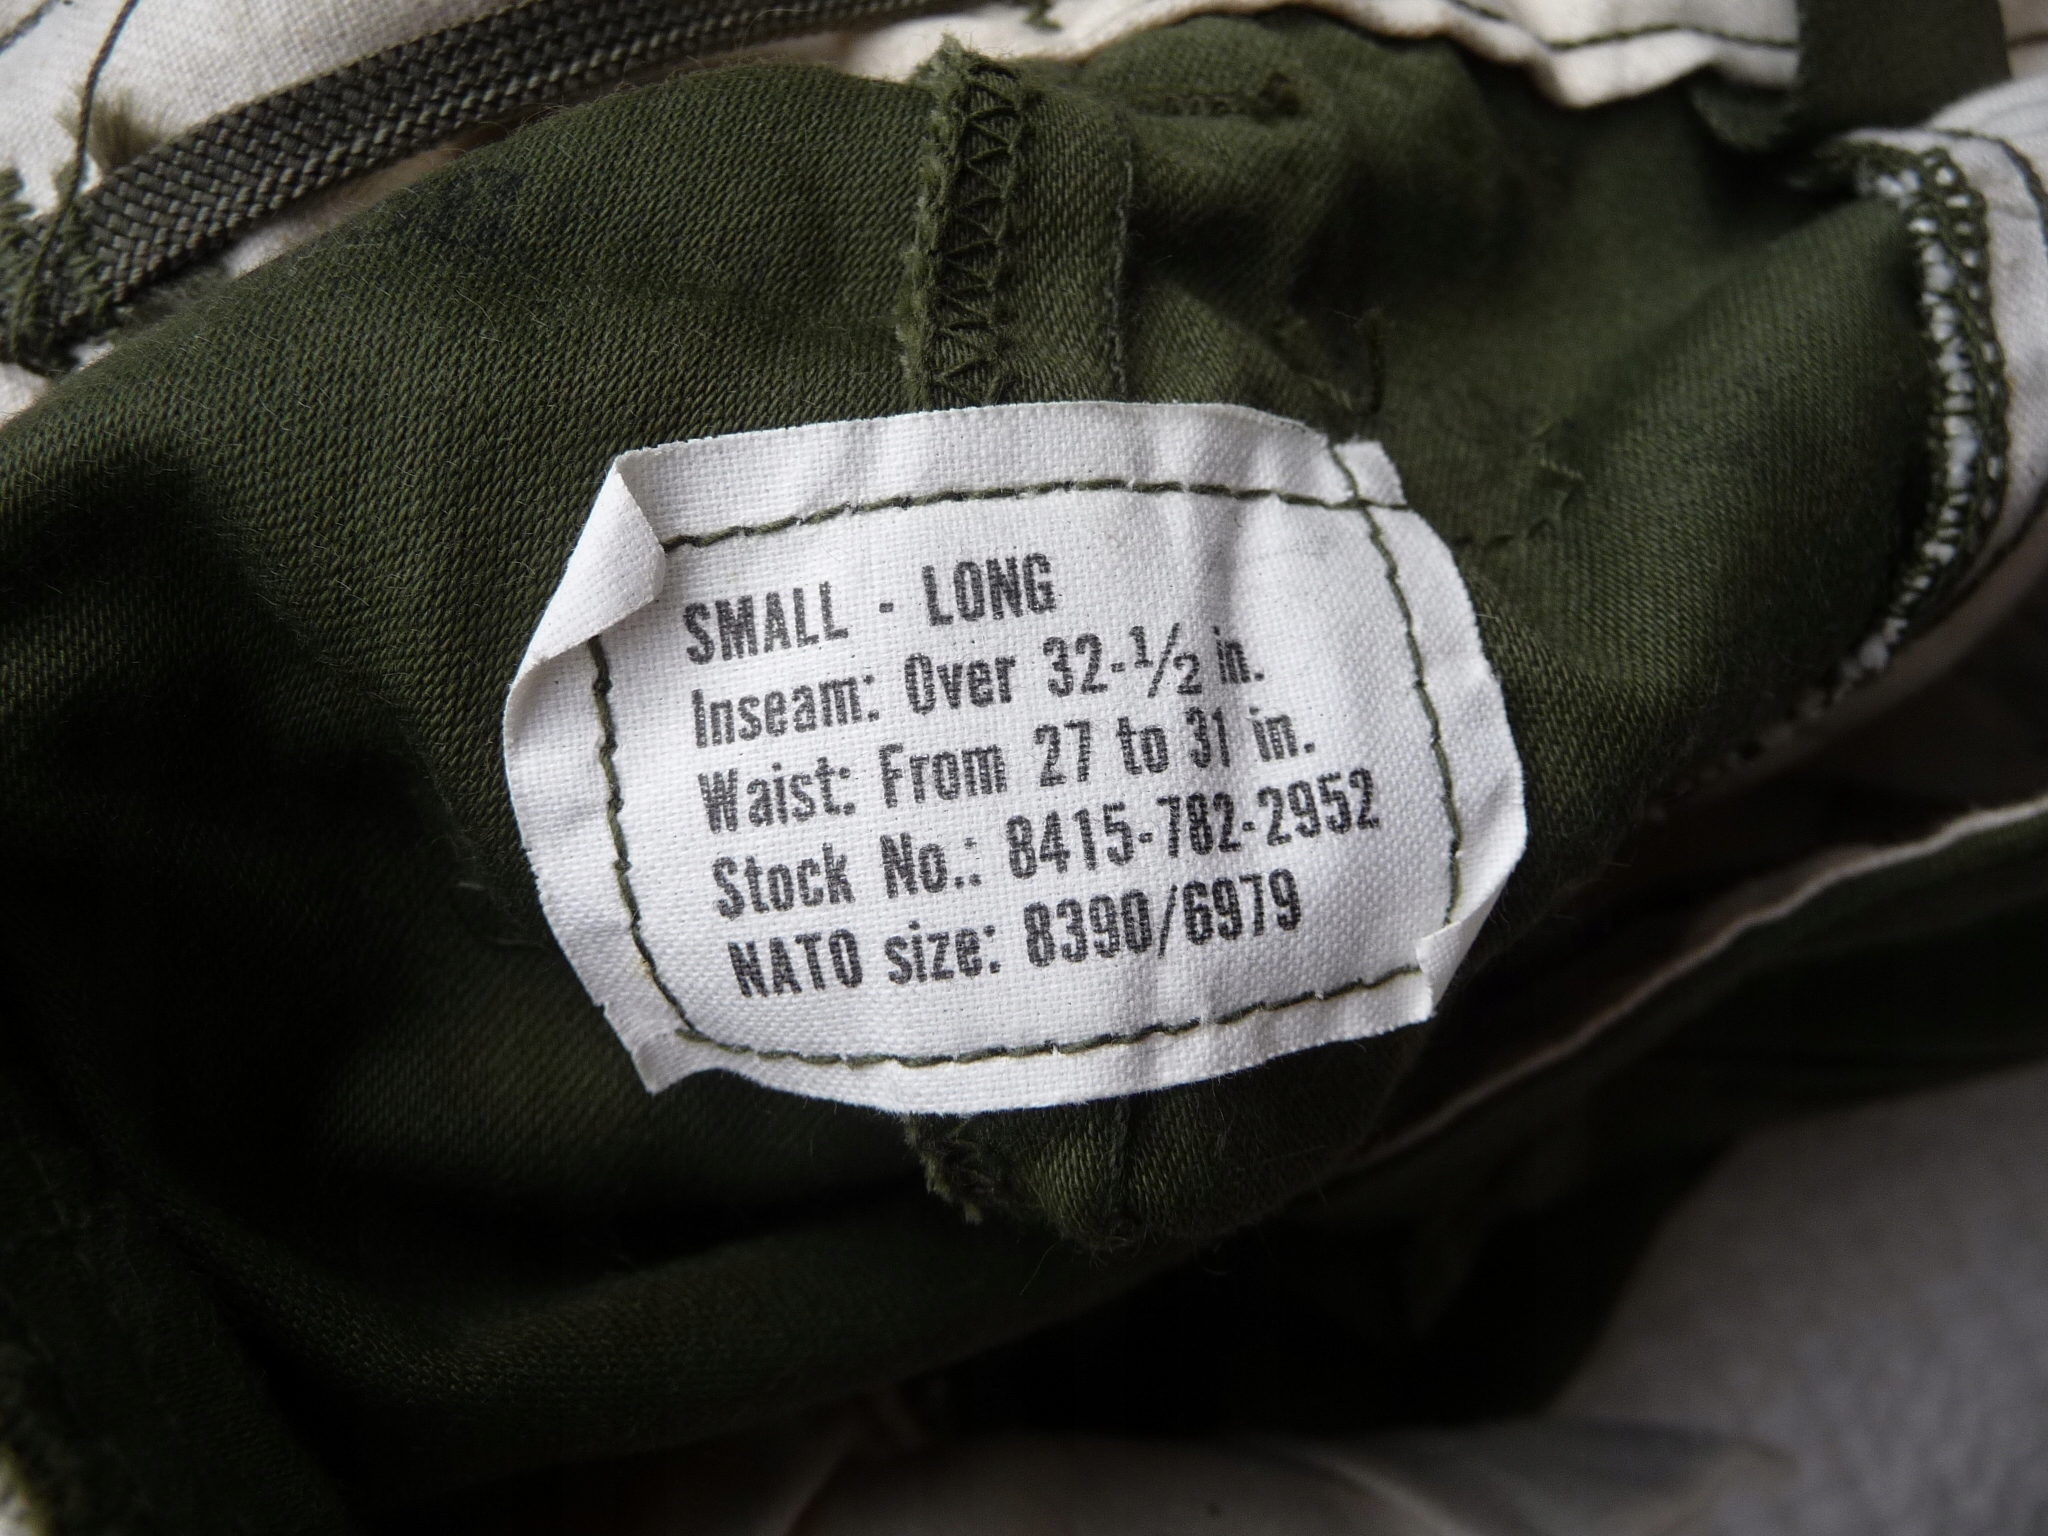 SMALL - LONG
Inseam: Over 32-1/2 in.
Waist: From 27 to 31 in.
Stock No.: 8415-782-2952
NATO size: 8390/6979